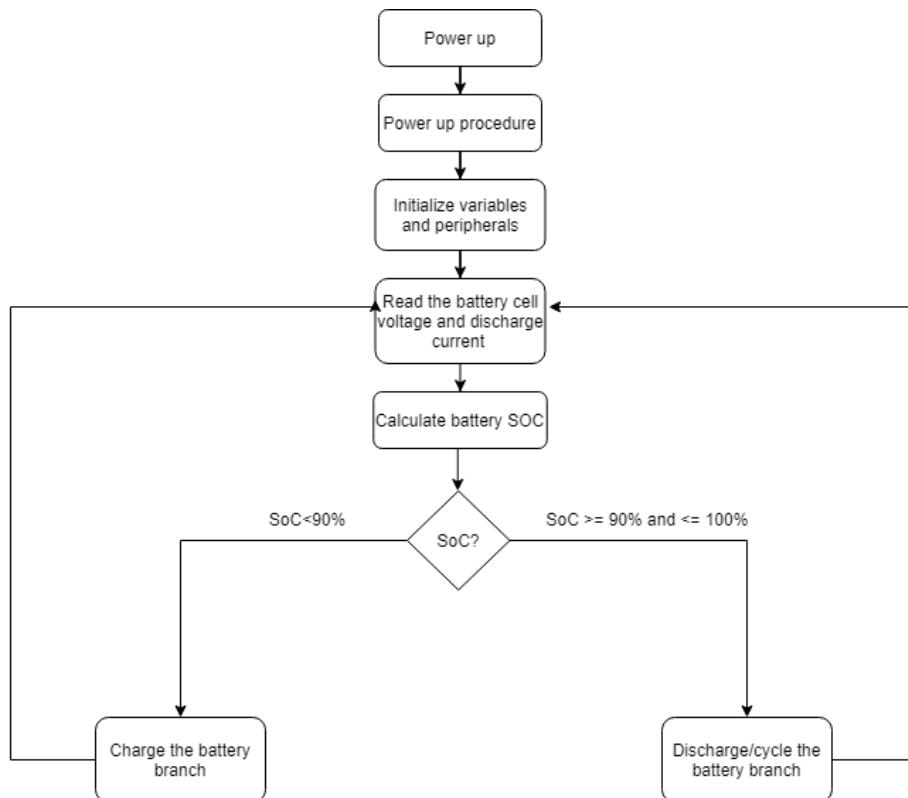 Power up
Power up procedure
Initialize variables
and peripherals
Read the battery cell
voltage and discharge
current
Calculate battery SOC
SoC<90%
SoC >= 90% and <= 100%
SoC?
Charge the battery
branch
Discharge/cycle the
battery branch